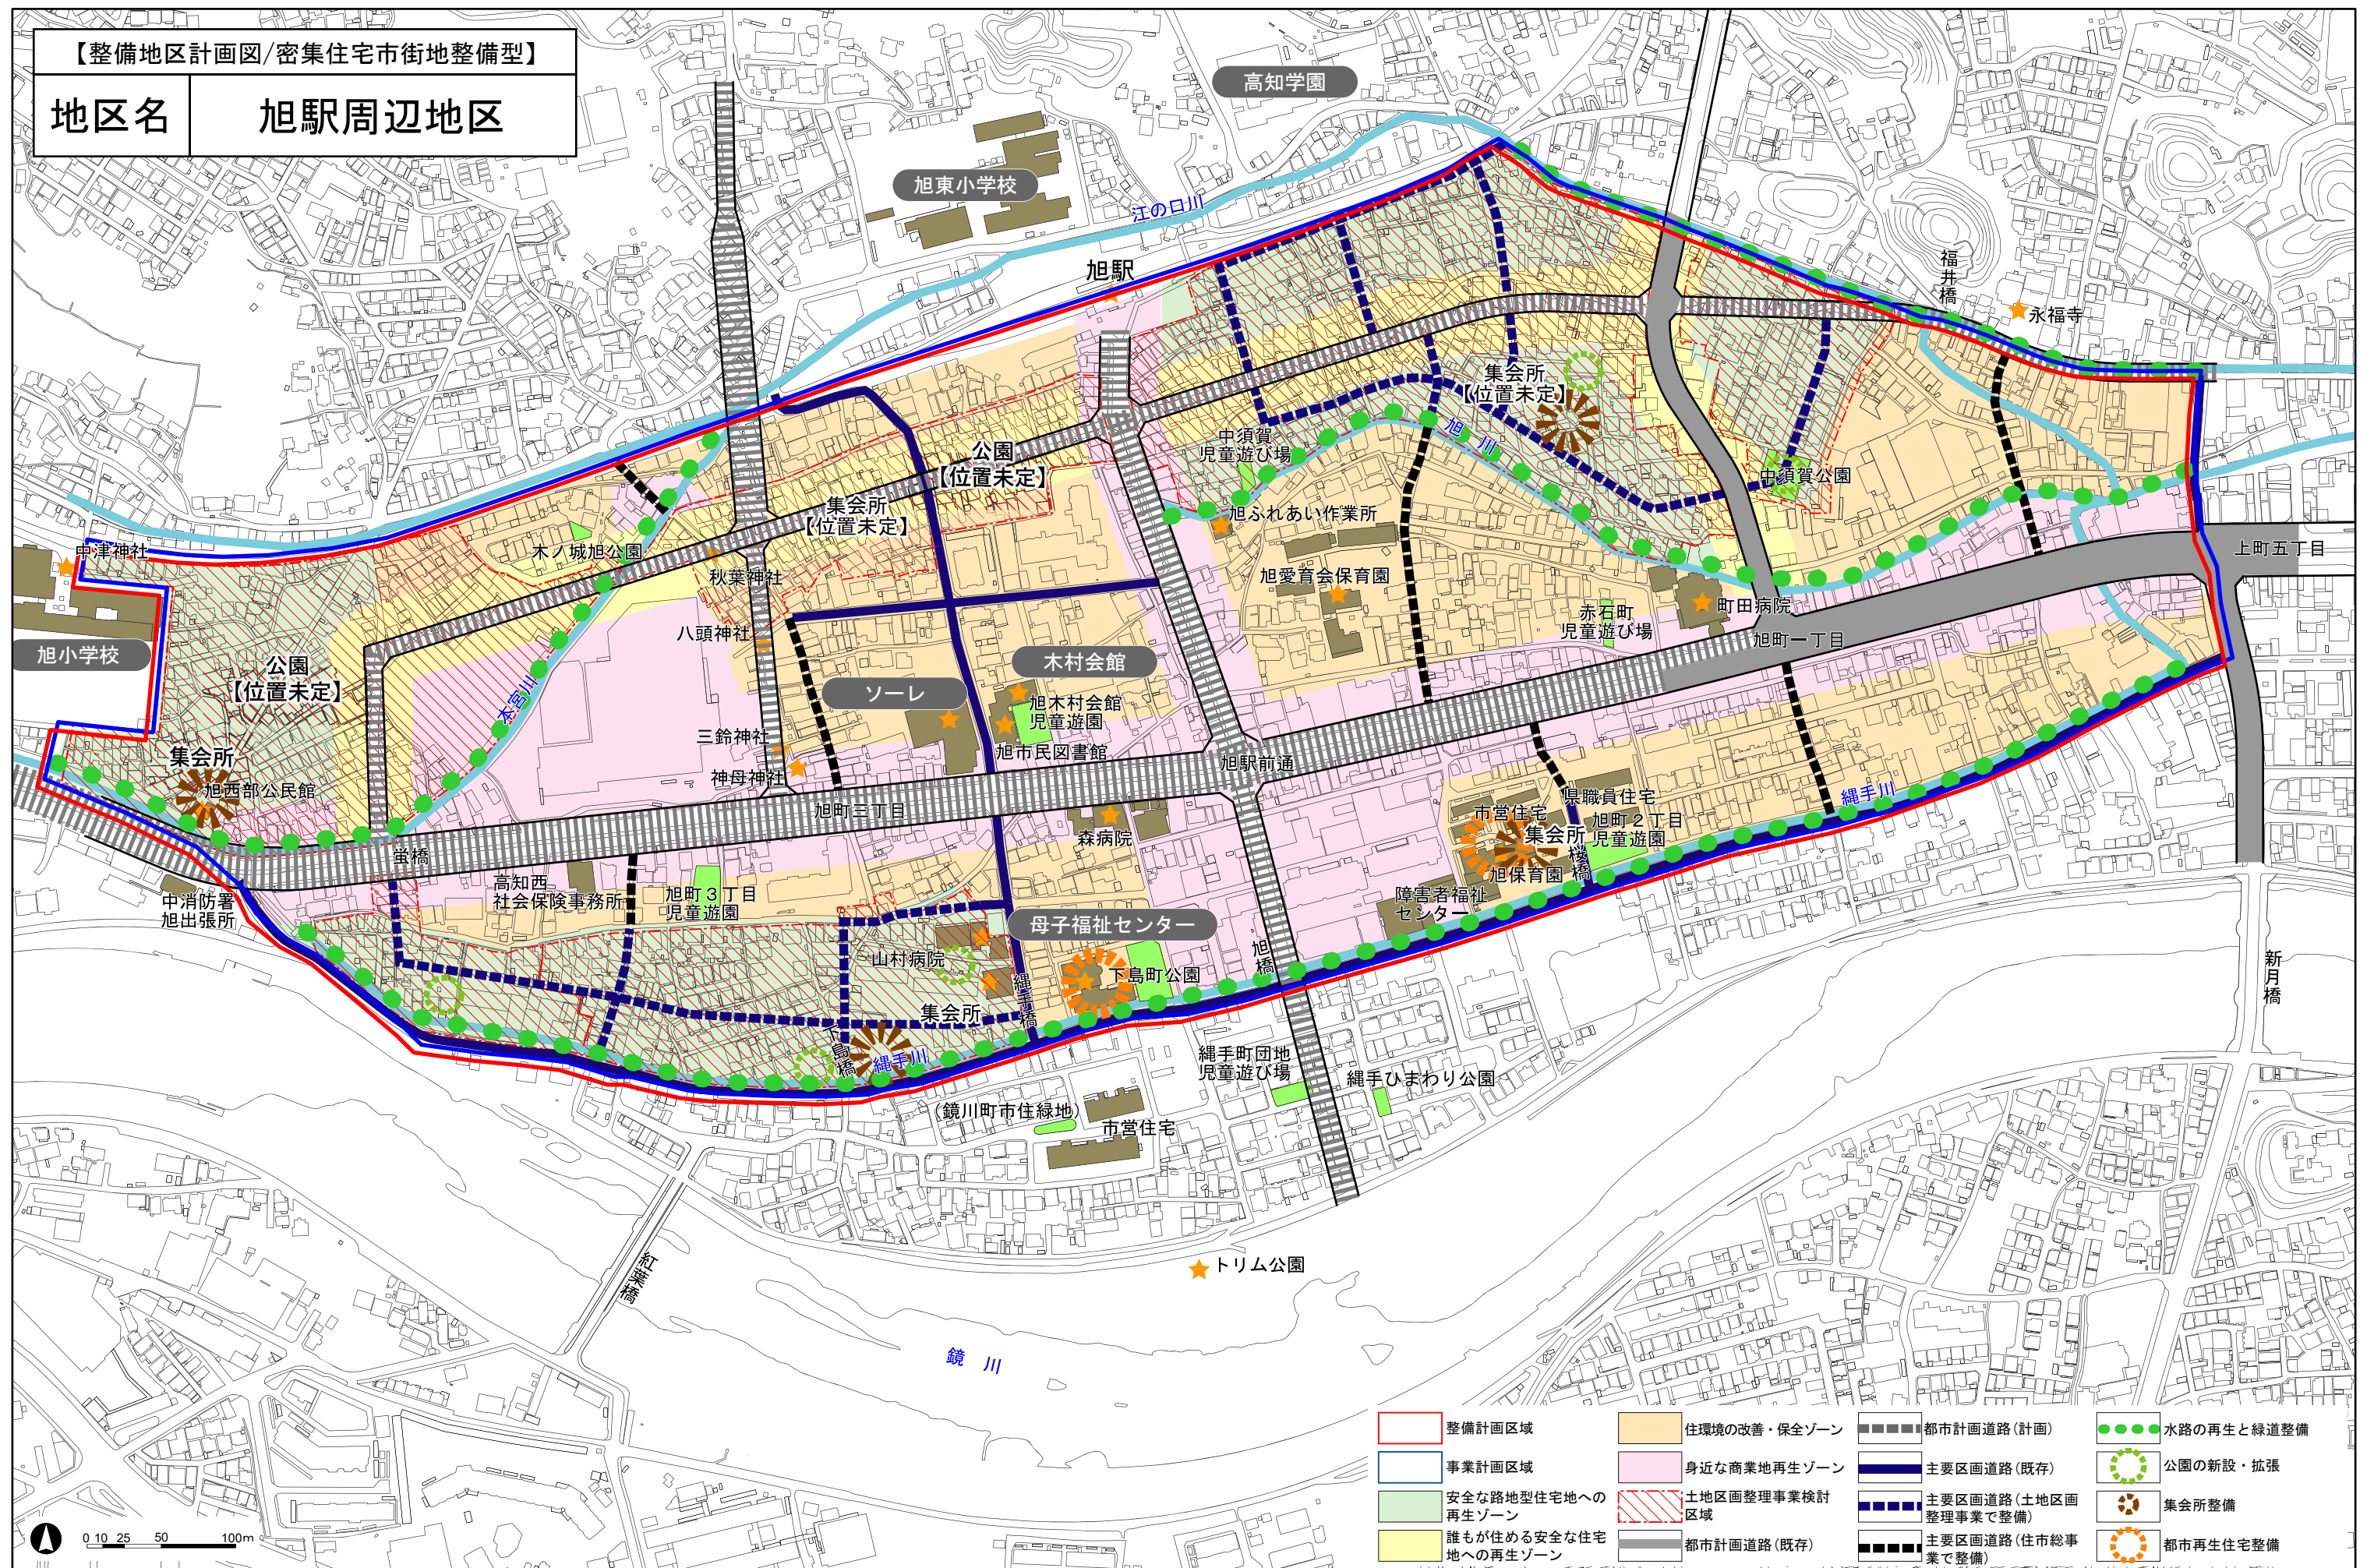 【整備地区計画図/密集住宅市街地整備型】
地区名
旭駅周辺地区
高知学園
旭東小学校
江の口川
旭駅
福井橋
永福寺
集会所
【位置未定】
中須賀
児童遊び場
旭 川
中須賀公園
公園
【位置未定】
集会所
【位置未定】
旭ふれあい作業所
中津神社
木ノ城旭公園
秋葉神社
旭愛育会保育園
上町五丁目
町田病院
赤石町
児童遊び場
旭町一丁目
八頭神社
旭小学校
公園
【位置未定】
本宮川
木村会館
ソーレ
旭木村会館
児童遊園
三鈴神社
旭市民図書館
神母神社
旭駅前通
集会所
旭西部公民館
旭町三丁目
森病院
県職員住宅
市営住宅
集会所
旭町2丁目
児童遊園
桜橋
旭保育園
縄手川
蛍橋
高知西
社会保険事務所
旭町3丁目
児童遊園
中消防署
旭出張所
障害者福祉
センター
母子福祉センター
山村病院
縄手橋
下島町公園
旭橋
新月橋
集会所
下島橋
縄手川
縄手町団地
児童遊び場
縄手ひまわり公園
(鏡川町市住緑地)
市営住宅
紅葉橋
トリム公園
鏡 川
整備計画区域
事業計画区域
安全な路地型住宅地への
再生ゾーン
誰もが住める安全な住宅
地への再生ゾーン
住環境の改善・保全ゾーン
身近な商業地再生ゾーン
土地区画整理事業検討
区域
都市計画道路(既存)
都市計画道路(計画)
主要区画道路(既存)
主要区画道路(土地区画
整理事業で整備)
主要区画道路(住市総事
業で整備)
水路の再生と緑道整備
公園の新設・拡張
集会所整備
都市再生住宅整備
0 10 25 50 100m